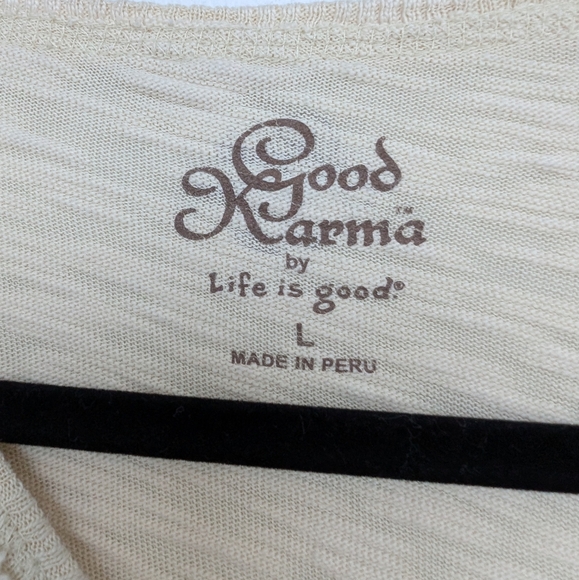 Good
Karma™
by
Life is good.®
L
MADE IN PERU